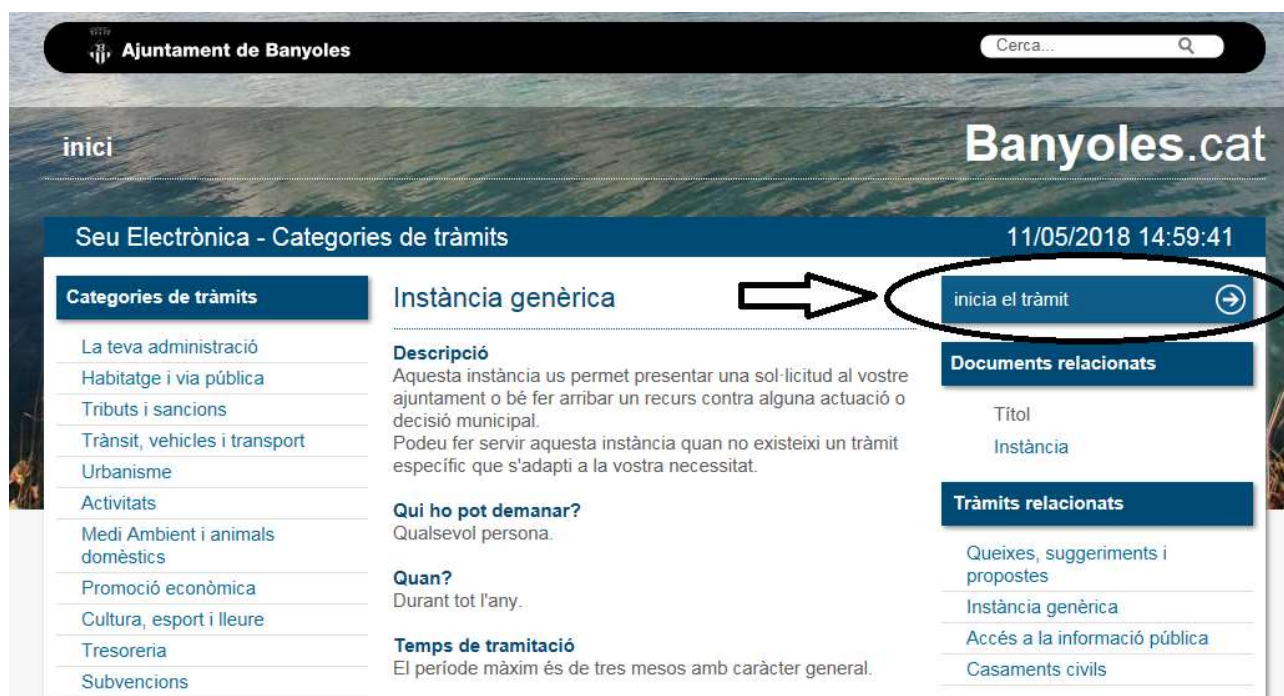 Ajuntament de Banyoles
Cerca...
inici
Banyoles.cat
Seu Electrònica - Categories de tràmits
11/05/2018 14:59:41
Categories de tràmits
La teva administració
Habitatge i via pública
Tributs i sancions
Trànsit, vehicles i transport
Urbanisme
Activitats
Medi Ambient i animals
domèstics
Promoció econòmica
Cultura, esport i lleure
Tresoreria
Subvencions
Instància genèrica
Descripció
Aquesta instància us permet presentar una sol·licitud al vostre
ajuntament o bé fer arribar un recurs contra alguna actuació o
decisió municipal.
Podeu fer servir aquesta instància quan no existeixi un tràmit
específic que s'adapti a la vostra necessitat.
Qui ho pot demanar?
Qualsevol persona.
Quan?
Durant tot l'any.
Temps de tramitació
El període màxim és de tres mesos amb caràcter general.
inicia el tràmit
Documents relacionats
Títol
Instància
Tràmits relacionats
Queixes, suggeriments i
propostes
Instància genèrica
Accés a la informació pública
Casaments civils